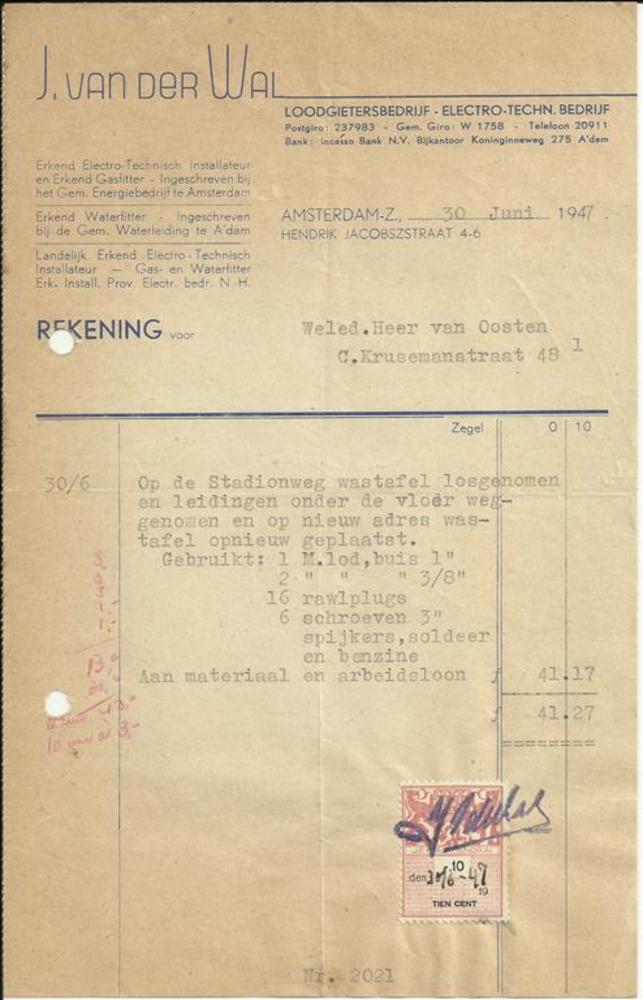 J. VAN DER WAL
LOODGIETERSBEDRIJF - ELECTRO-TECHN. BEDRIJF
Postgiro: 237983 - Gem. Giro: W 1758 - Telefoon 20911
Bank: Incasso Bank N.V. Bijkantoor Koninginneweg 275 A'dam
Erkend Electro-Technisch Installateur
en Erkend Gasfitter - Ingeschreven bij
het Gem. Energiebedrijf te Amsterdam
Erkend Waterfitter - Ingeschreven
bij de Gem. Waterleiding te A'dam
Landelijk Erkend Electro-Technisch
Installateur — Gas- en Waterfitter
Erk. Install. Prov. Electr. bedr. N.-H.
AMSTERDAM-Z., 30 Juni 1947.
HENDRIK JACOBSZSTRAAT 4-6
REKENING voor
Weled.Heer van Oosten
C.Krusemanstraat 48 1
Zegel 0 10
30/6 Op de Stadionweg wastafel losgenomen
en leidingen onder de vloer weg-
genomen en op nieuw adres was-
tafel opnieuw geplaatst.
Gebruikt: 1 M.lod,buis 1"
2 " " " 3/8"
16 rawlplugs
6 schroeven 3"
spijkers,soldeer
en benzine
Aan materiaal en arbeidsloon f 41.17
f 41.27
=========
10
den 30/6-47
19
TIEN CENT
Nr. 2021